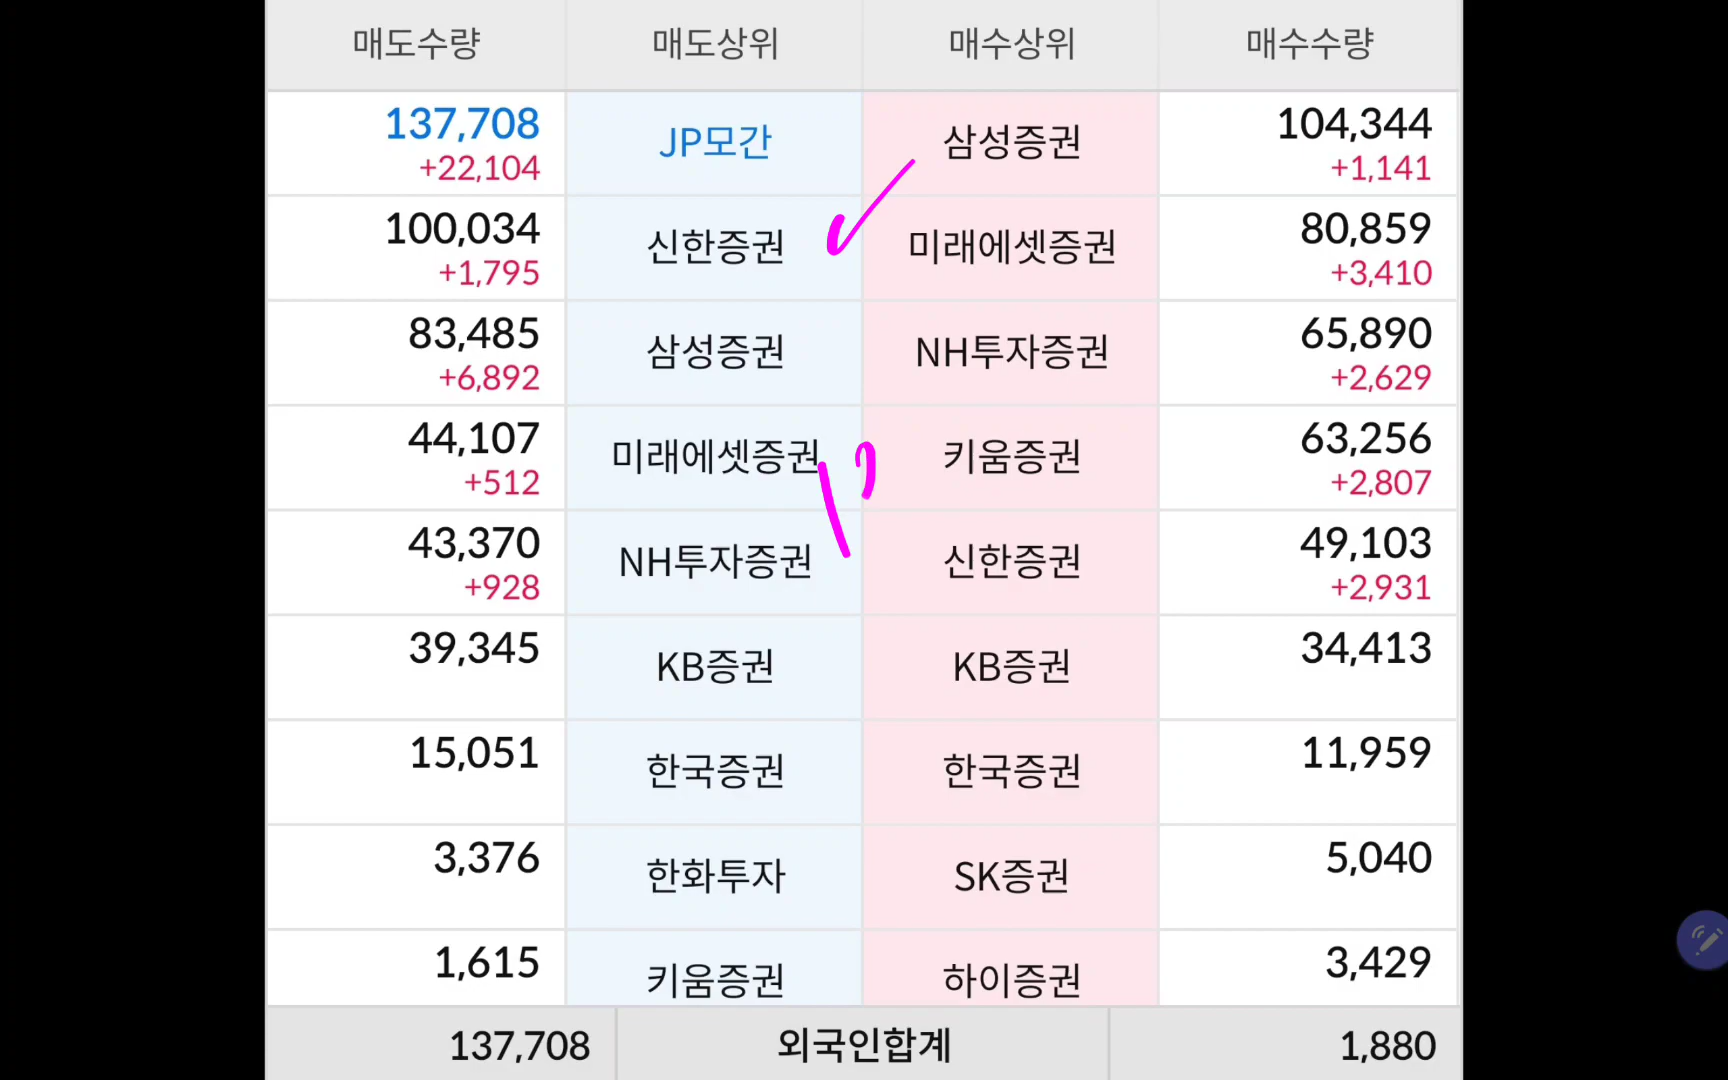 매도수량 매도상위 매수상위 매수수량
137,708 JP모간 삼성증권 104,344
+22,104 +1,141
100,034 신한증권 미래에셋증권 80,859
+1,795 +3,410
83,485 삼성증권 NH투자증권 65,890
+6,892 +2,629
44,107 미래에셋증권 키움증권 63,256
+512 +2,807
43,370 NH투자증권 신한증권 49,103
+928 +2,931
39,345 KB증권 KB증권 34,413
15,051 한국증권 한국증권 11,959
3,376 한화투자 SK증권 5,040
1,615 키움증권 하이증권 3,429
137,708 외국인합계 1,880